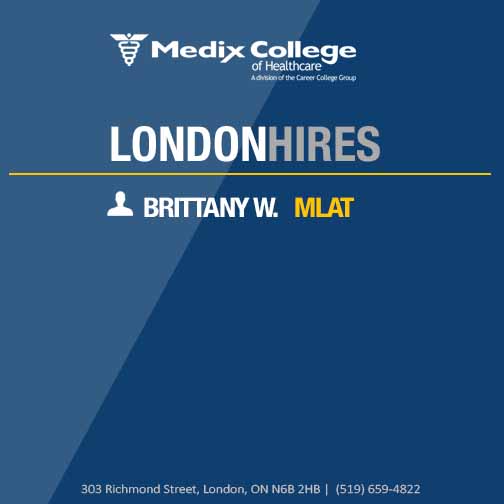 Medix College
of Healthcare
A division of the Career College Group
LONDONHIRES
BRITTANY W. MLAT
303 Richmond Street, London, ON N6B 2HB | (519) 659-4822